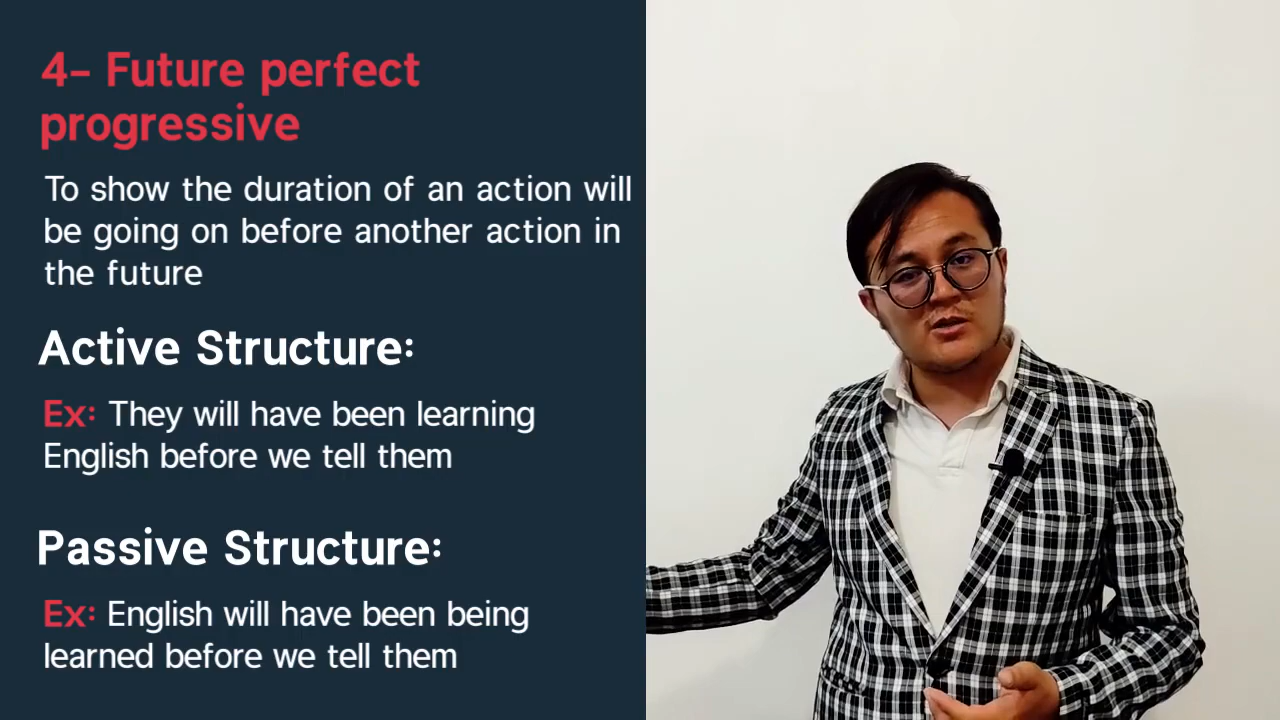 4- Future perfect
progressive
To show the duration of an action will
be going on before another action in
the future
Active Structure:
Ex: They will have been learning
English before we tell them
Passive Structure:
Ex: English will have been being
learned before we tell them